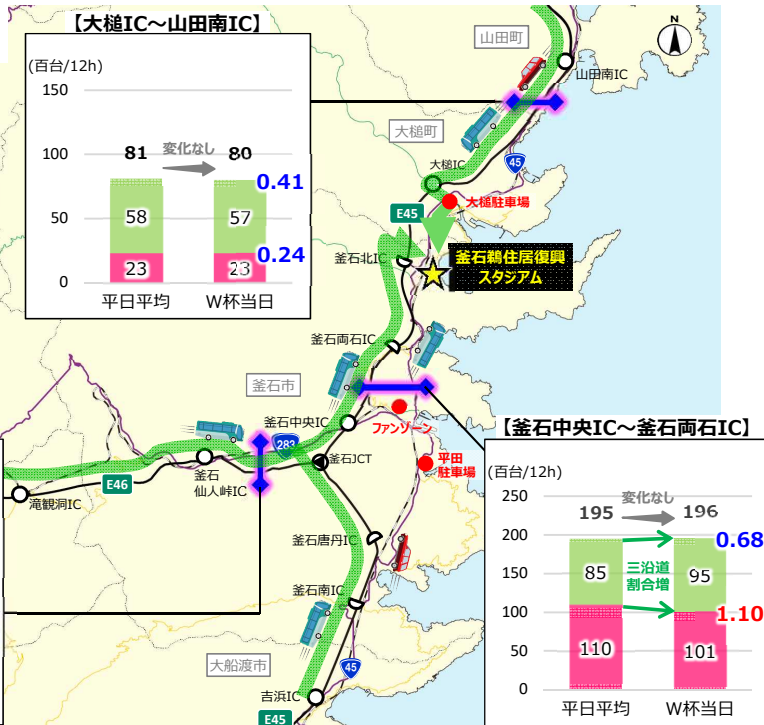 【大槌IC～山田南IC】
(百台/12h)
150
100
50
0
81
変化なし
80
58
57
0.41
23
23
0.24
平日平均
W杯当日
N
山田町
山田南IC
大槌町
45
大槌IC
大槌駐車場
E45
釜石北IC
釜石鵜住居復興
スタジアム
釜石両石IC
釜石市
釜石中央IC
ファンゾーン
283
釜石JCT
平田
駐車場
釜石
仙人峠IC
E46
滝観洞IC
釜石唐丹IC
釜石南IC
大船渡市
45
吉浜IC
E45
【釜石中央IC～釜石両石IC】
(百台/12h)
250
200
150
100
50
0
195
変化なし
196
0.68
85
三沿道
割合増
95
1.10
110
101
平日平均
W杯当日